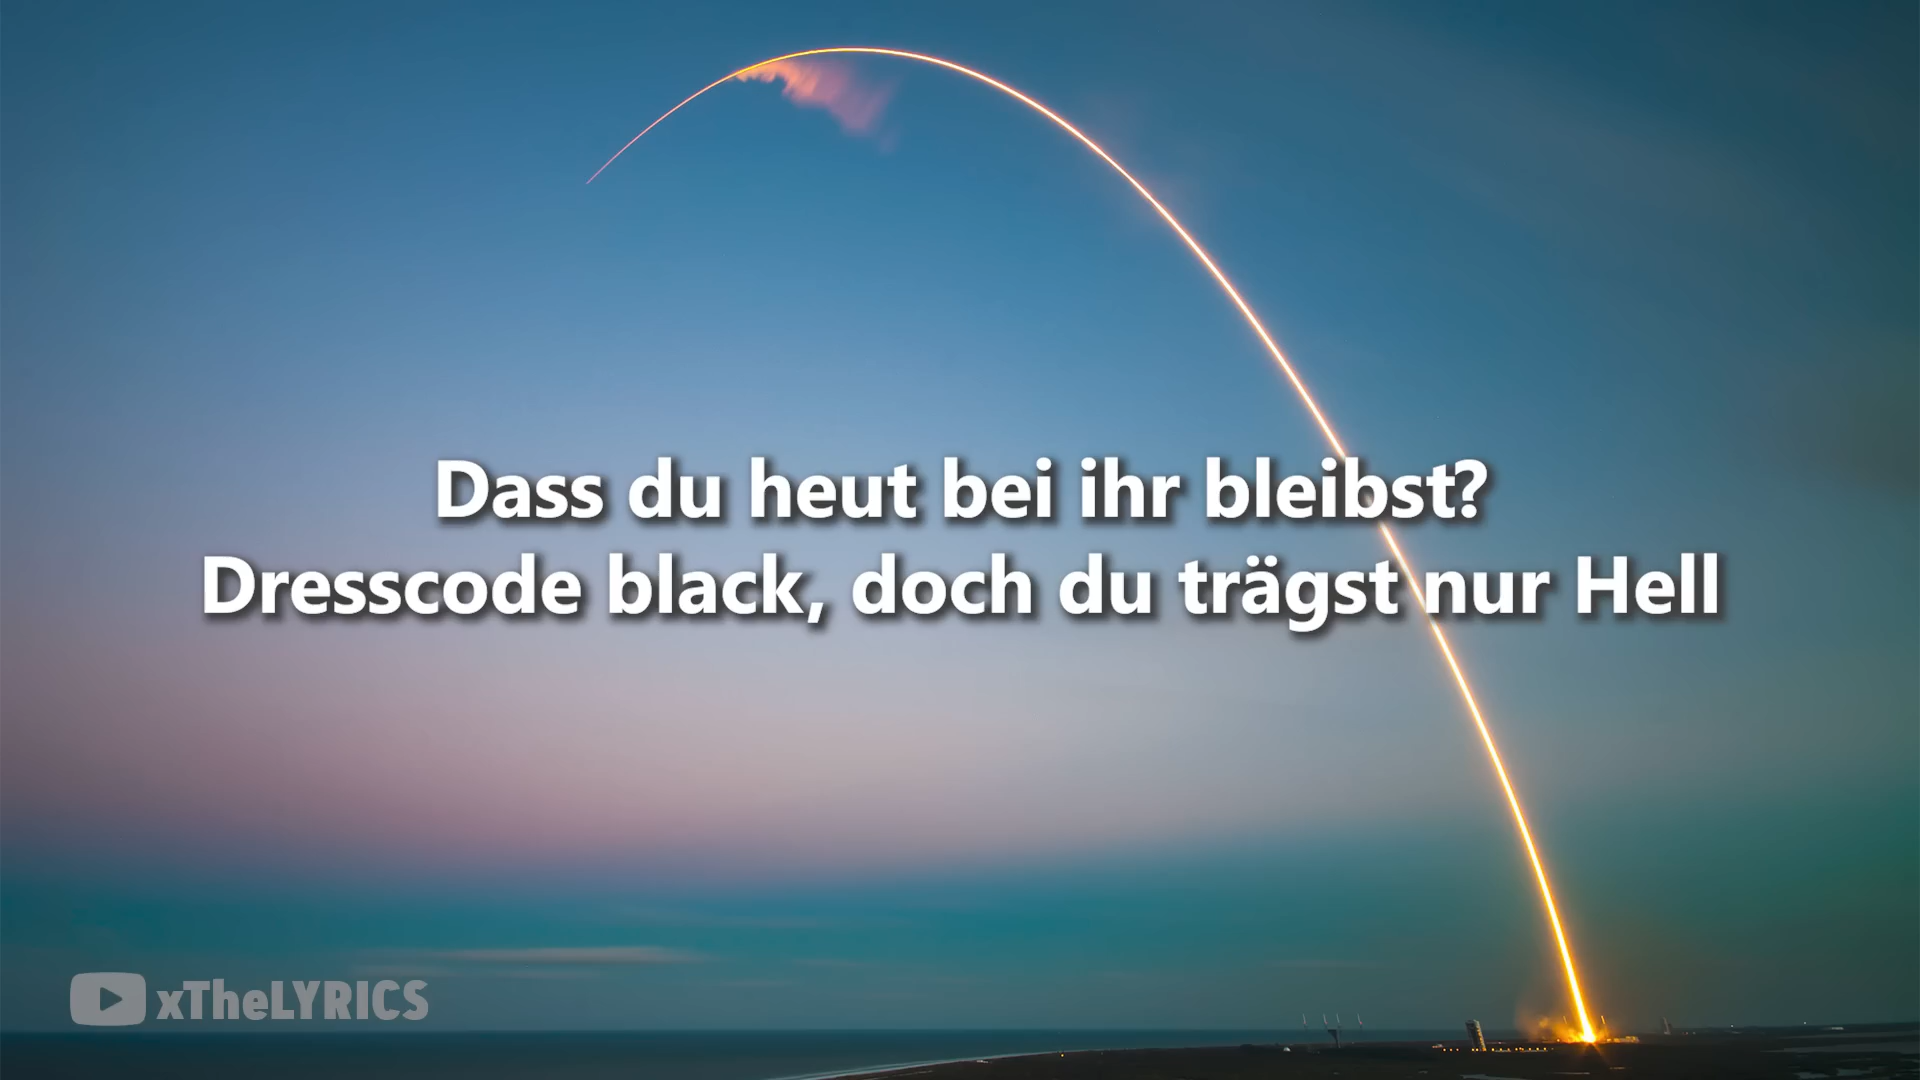 Dass du heut bei ihr bleibst?
Dresscode black, doch du trägst nur Hell
xTheLYRICS